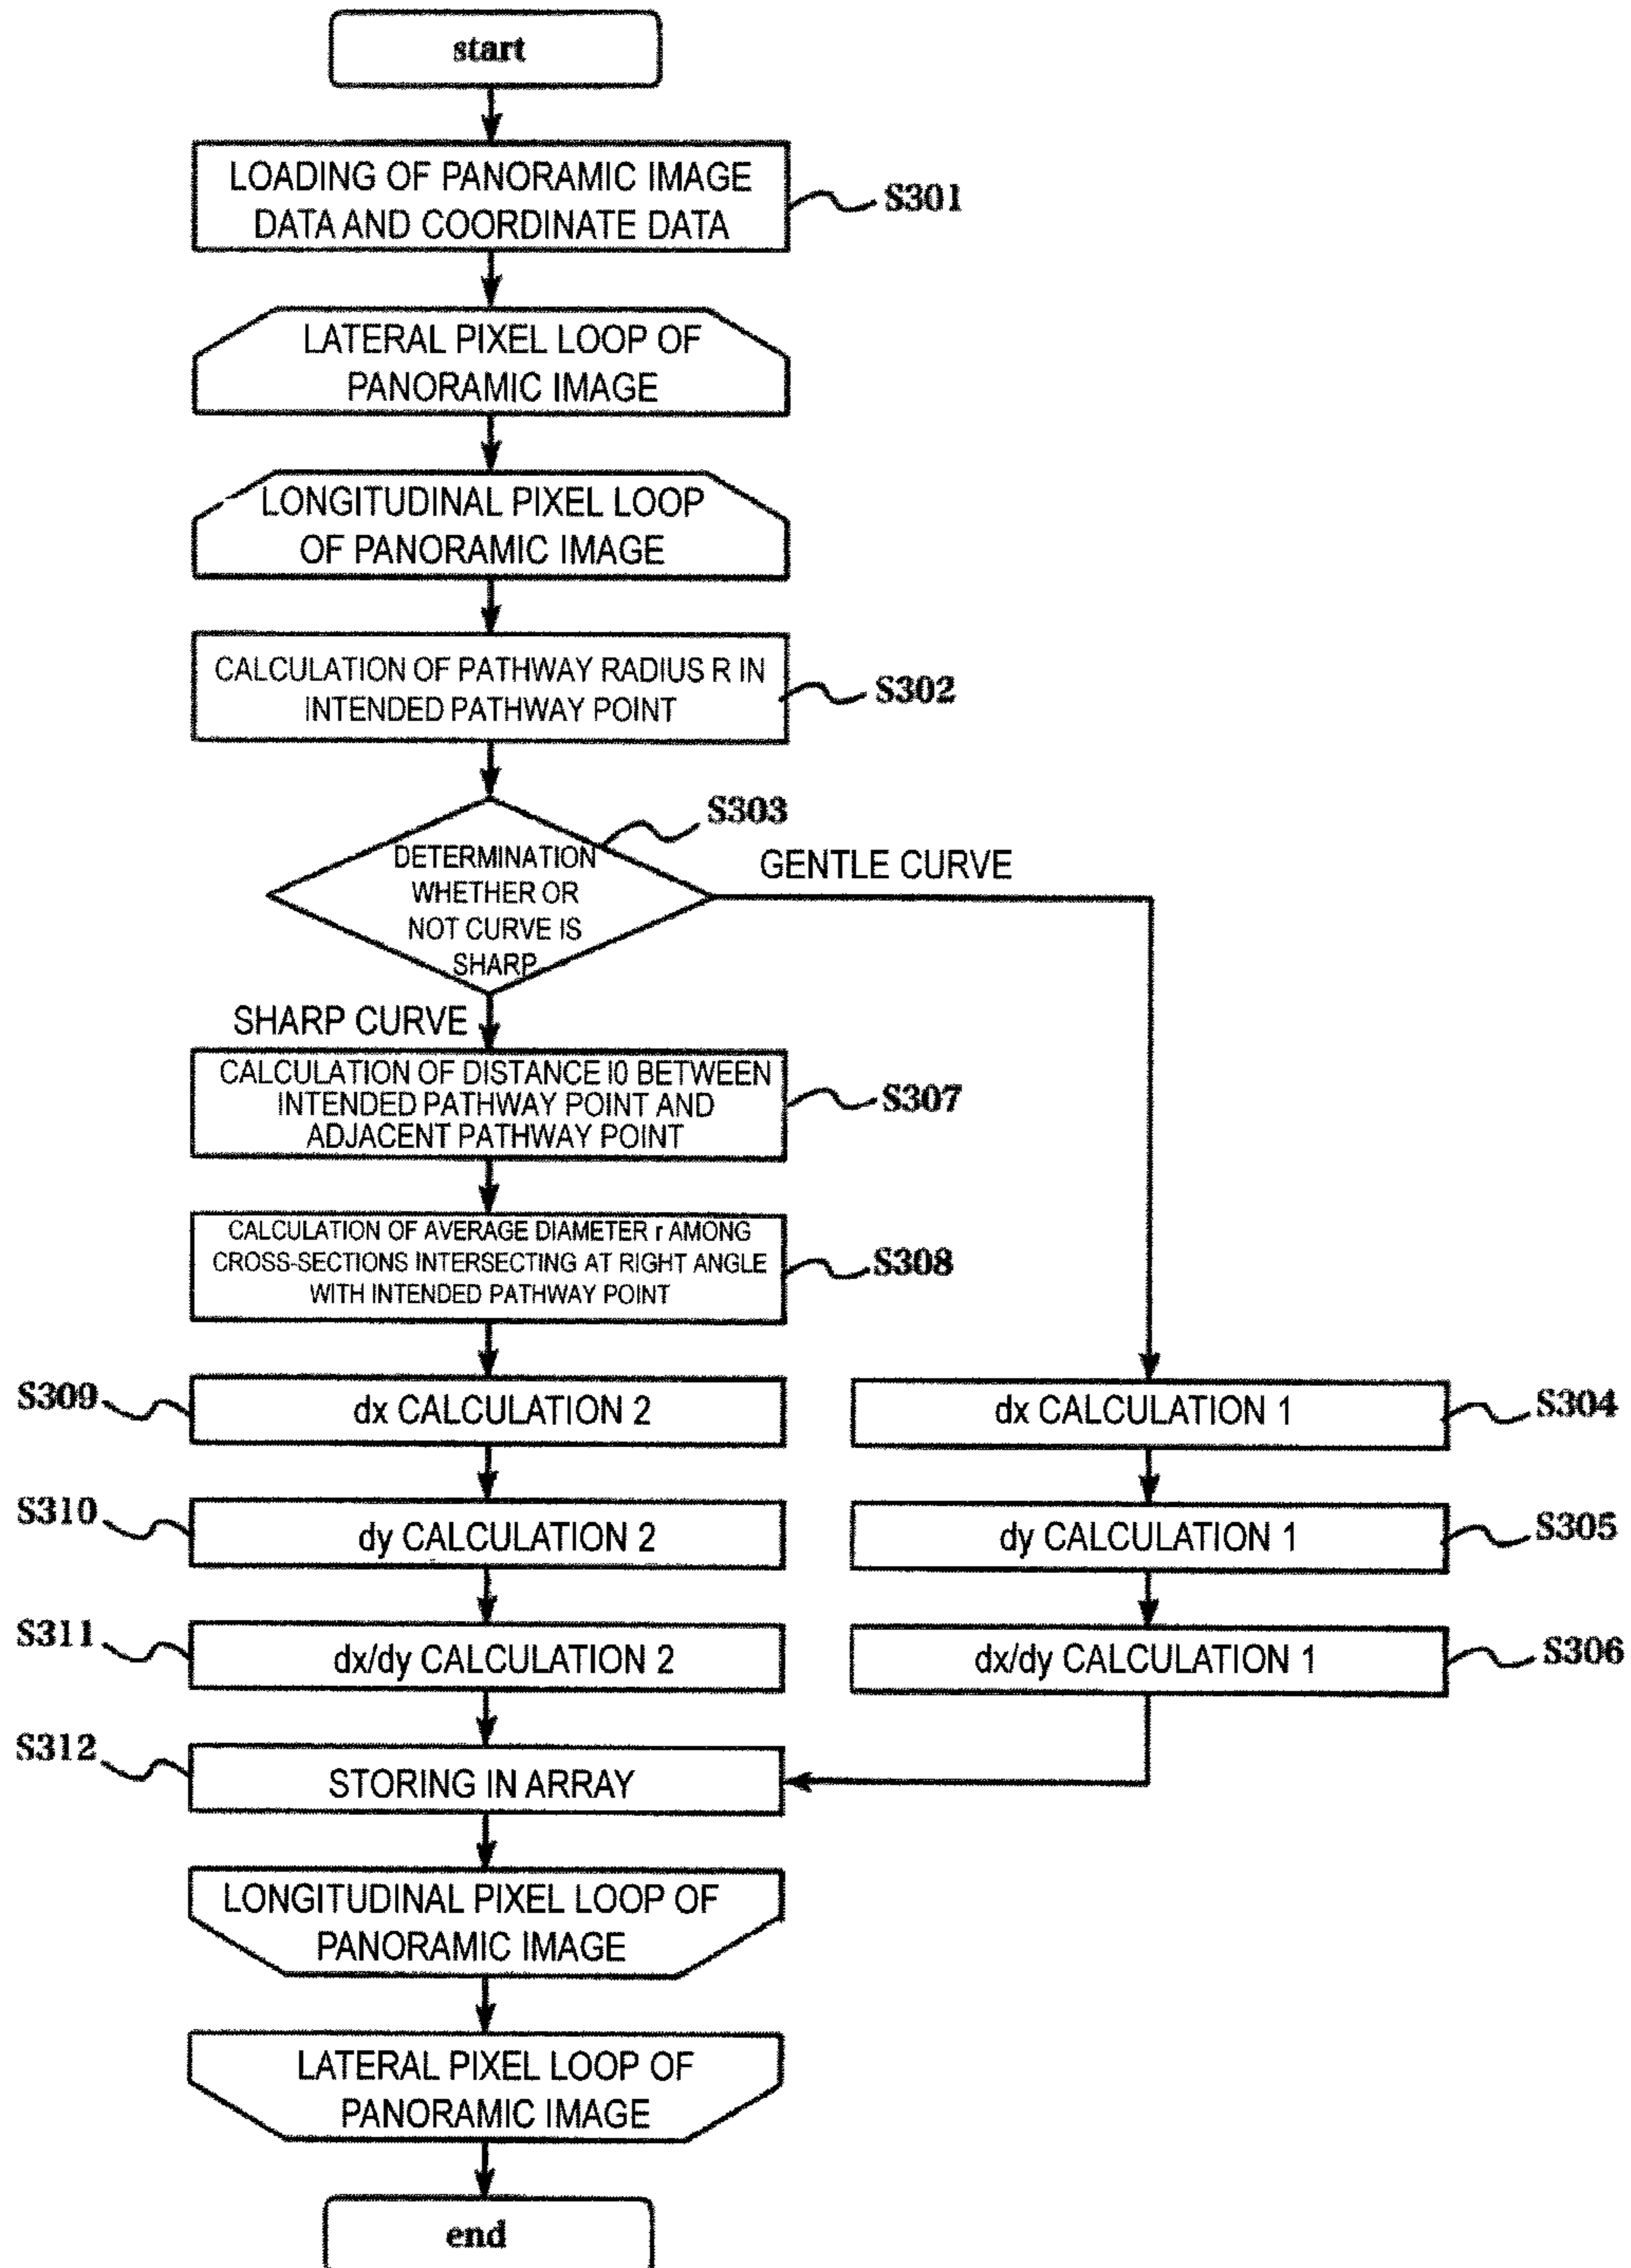 start
LOADING OF PANORAMIC IMAGE
DATA AND COORDINATE DATA
S301
LATERAL PIXEL LOOP OF
PANORAMIC IMAGE
LONGITUDINAL PIXEL LOOP
OF PANORAMIC IMAGE
CALCULATION OF PATHWAY RADIUS R IN
INTENDED PATHWAY POINT
S302
S303
DETERMINATION
WHETHER OR
NOT CURVE IS
SHARP
GENTLE CURVE
SHARP CURVE
CALCULATION OF DISTANCE l0 BETWEEN
INTENDED PATHWAY POINT AND
ADJACENT PATHWAY POINT
S307
CALCULATION OF AVERAGE DIAMETER r AMONG
CROSS-SECTIONS INTERSECTING AT RIGHT ANGLE
WITH INTENDED PATHWAY POINT
S308
S309
dx CALCULATION 2
dx CALCULATION 1
S304
S310
dy CALCULATION 2
dy CALCULATION 1
S305
S311
dx/dy CALCULATION 2
dx/dy CALCULATION 1
S306
S312
STORING IN ARRAY
LONGITUDINAL PIXEL LOOP OF
PANORAMIC IMAGE
LATERAL PIXEL LOOP OF
PANORAMIC IMAGE
end